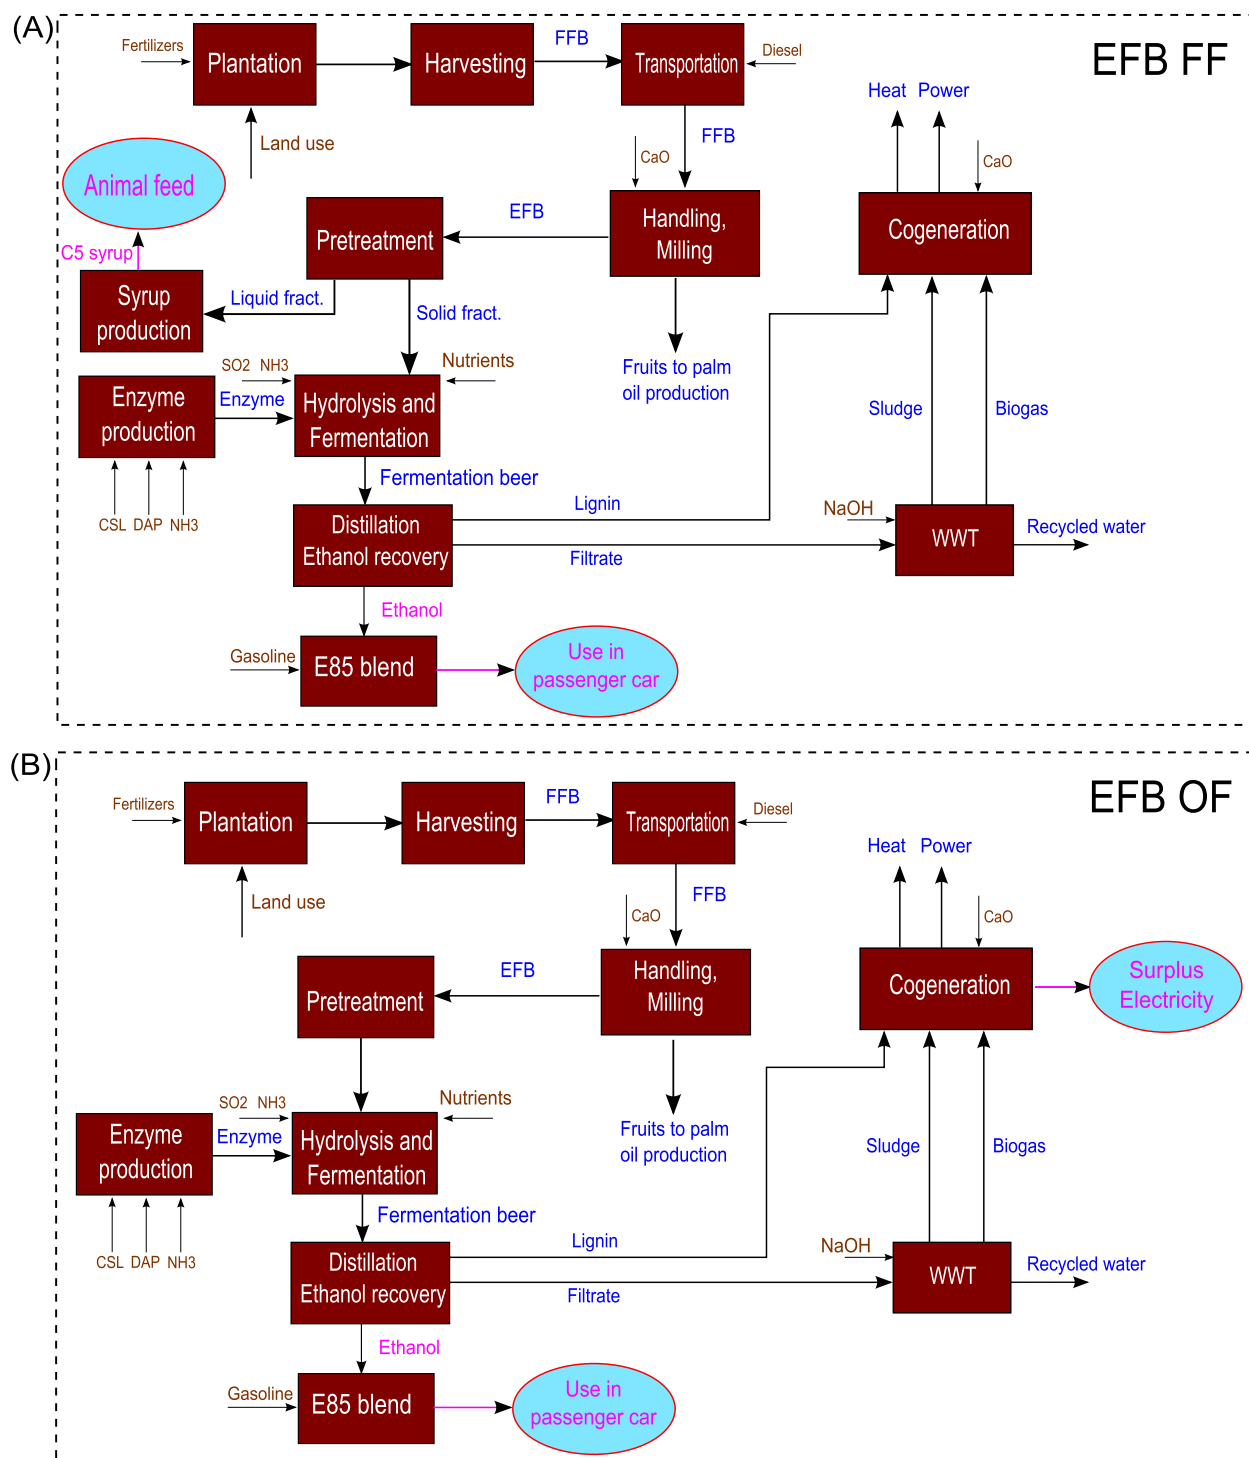 (A)
EFB FF
Fertilizers
Plantation
Harvesting
FFB
Transportation
Diesel
Land use
FFB
CaO
Heat
Power
CaO
Animal feed
C5 syrup
Pretreatment
EFB
Handling,
Milling
Cogeneration
Syrup
production
Liquid fract.
Solid fract.
Fruits to palm
oil production
SO2 NH3
Nutrients
Enzyme
production
Enzyme
Hydrolysis and
Fermentation
Sludge
Biogas
CSL DAP NH3
Fermentation beer
Distillation
Ethanol recovery
Lignin
Filtrate
NaOH
WWT
Recycled water
Ethanol
Gasoline
E85 blend
Use in
passenger car
(B)
EFB OF
Fertilizers
Plantation
Harvesting
FFB
Transportation
Diesel
Land use
FFB
CaO
Heat
Power
CaO
Pretreatment
EFB
Handling,
Milling
Cogeneration
Surplus
Electricity
SO2 NH3
Nutrients
Fruits to palm
oil production
Enzyme
production
Enzyme
Hydrolysis and
Fermentation
Sludge
Biogas
CSL DAP NH3
Fermentation beer
Distillation
Ethanol recovery
Lignin
Filtrate
NaOH
WWT
Recycled water
Ethanol
Gasoline
E85 blend
Use in
passenger car